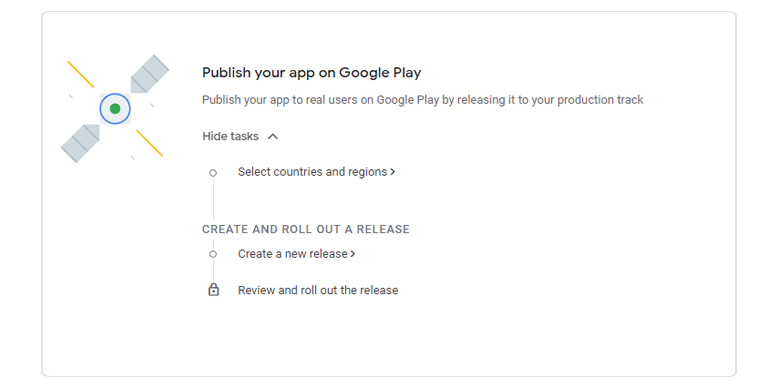 Publish your app on Google Play
Publish your app to real users on Google Play by releasing it to your production track
Hide tasks
Select countries and regions
CREATE AND ROLL OUT A RELEASE
Create a new release
Review and roll out the release